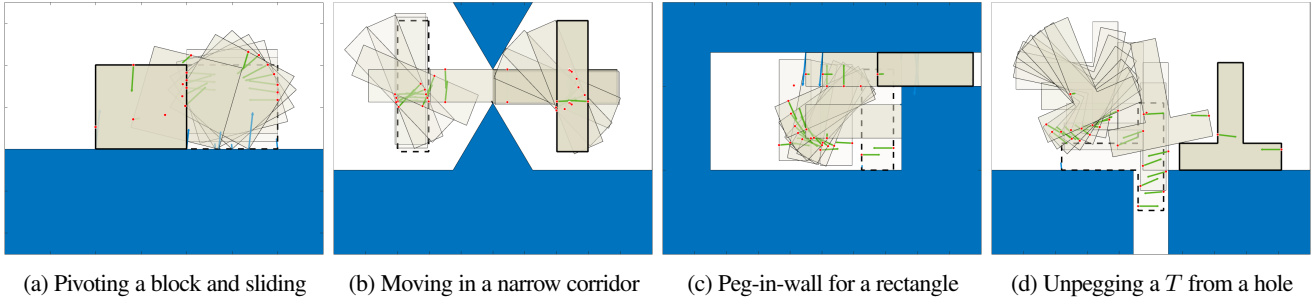 (a) Pivoting a block and sliding
(b) Moving in a narrow corridor
(c) Peg-in-wall for a rectangle
(d) Unpegging a T from a hole